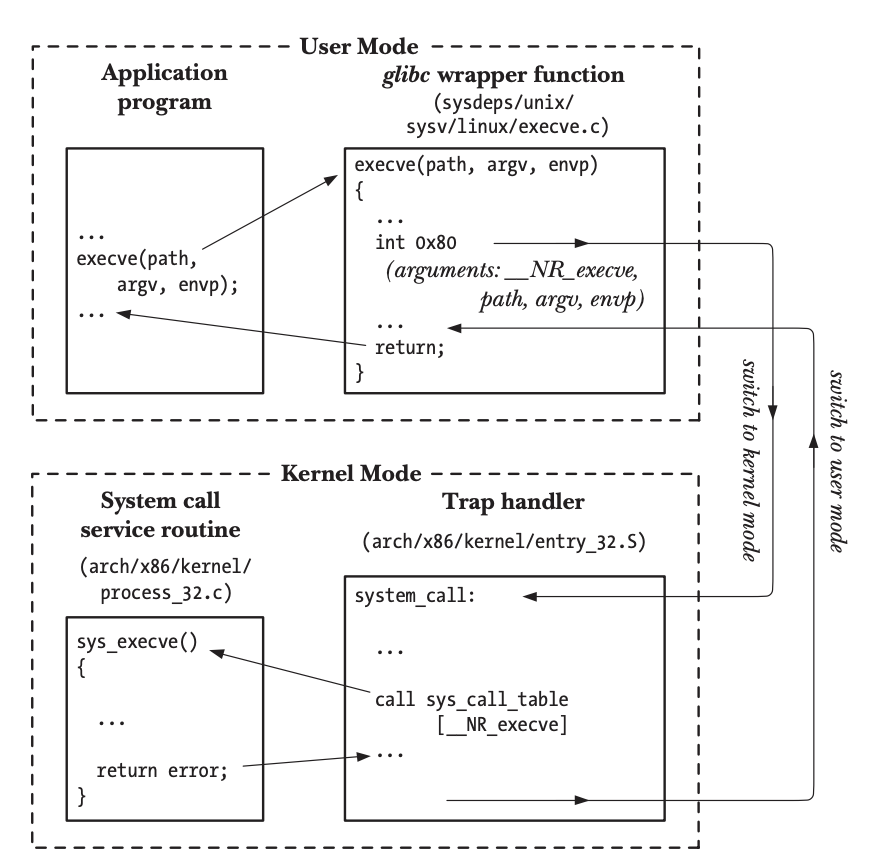 User Mode
Application
program
glibc wrapper function
(sysdeps/unix/
sysv/linux/execve.c)
...
execve(path,
argv, envp);
...
execve(path, argv, envp)
{
...
int 0x80
(arguments: __NR_execve,
path, argv, envp)
...
return;
}
switch to kernel mode
switch to user mode
Kernel Mode
System call
service routine
(arch/x86/kernel/
process_32.c)
Trap handler
(arch/x86/kernel/entry_32.S)
sys_execve()
{
...
return error;
}
system_call:
...
call sys_call_table
[__NR_execve]
...